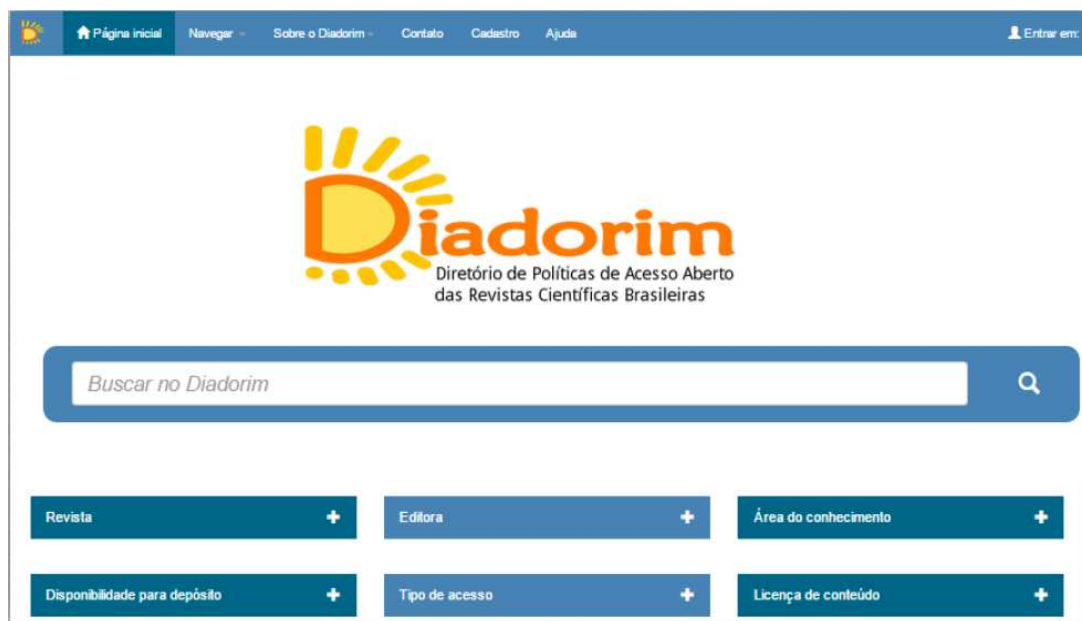 Página inicial Navegar Sobre o Diadorim Contato Cadastro Ajuda Entrar em:
Diadorim
Diretório de Políticas de Acesso Aberto
das Revistas Científicas Brasileiras
Buscar no Diadorim
Revista Editora Área do conhecimento
Disponibilidade para depósito Tipo de acesso Licença de conteúdo